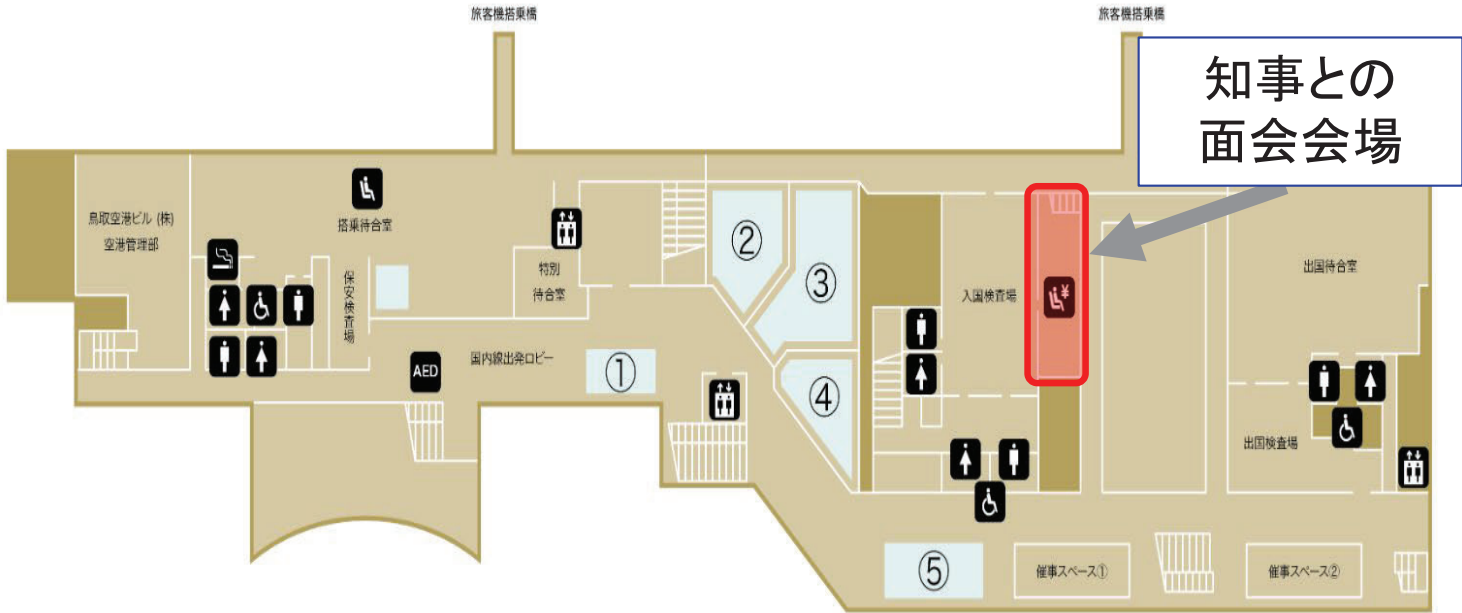 旅客機搭乗橋
旅客機搭乗橋
知事との
面会会場
鳥取空港ビル (株)
空港管理部
搭乗待合室
保安検査場
特別
待合室
国内線出発ロビー
AED
①
②
③
④
⑤
入国検査場
¥
出国待合室
出国検査場
催事スペース①
催事スペース②